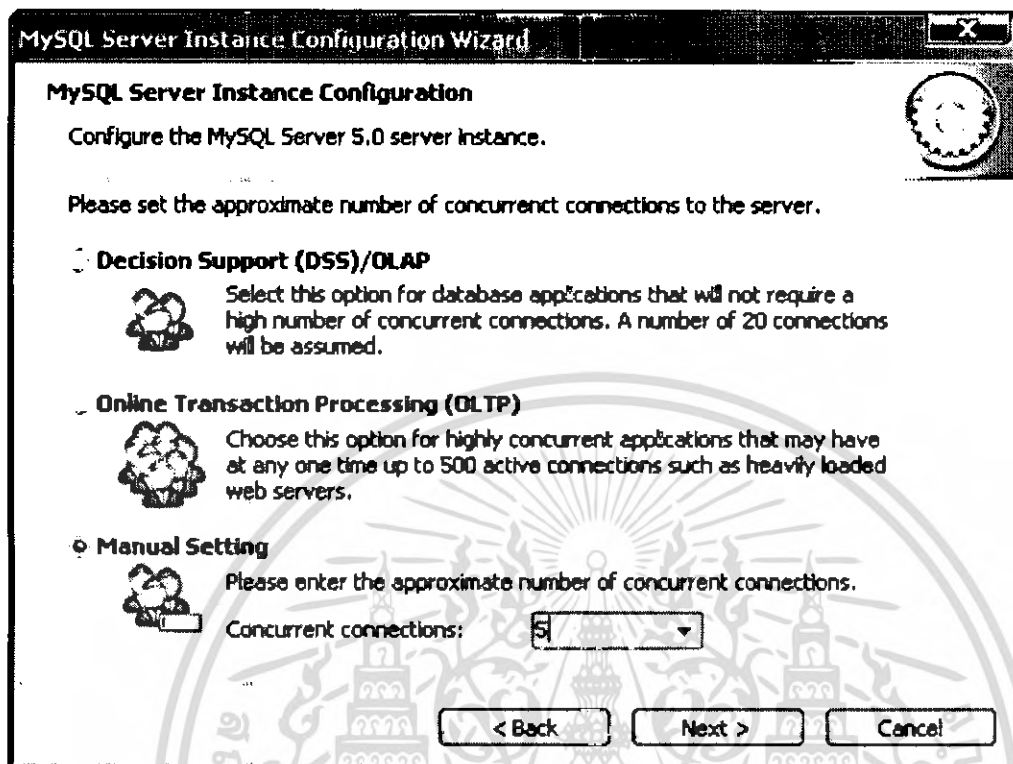 MySQL Server Instance Configuration Wizard
MySQL Server Instance Configuration
Configure the MySQL Server 5.0 server instance.
Please set the approximate number of concurrenct connections to the server.
Decision Support (DSS)/OLAP
Select this option for database applications that will not require a
high number of concurrent connections. A number of 20 connections
will be assumed.
Online Transaction Processing (OLTP)
Choose this option for highly concurrent applications that may have
at any one time up to 500 active connections such as heavily loaded
web servers.
Manual Setting
Please enter the approximate number of concurrent connections.
Concurrent connections: 5
< Back Next > Cancel